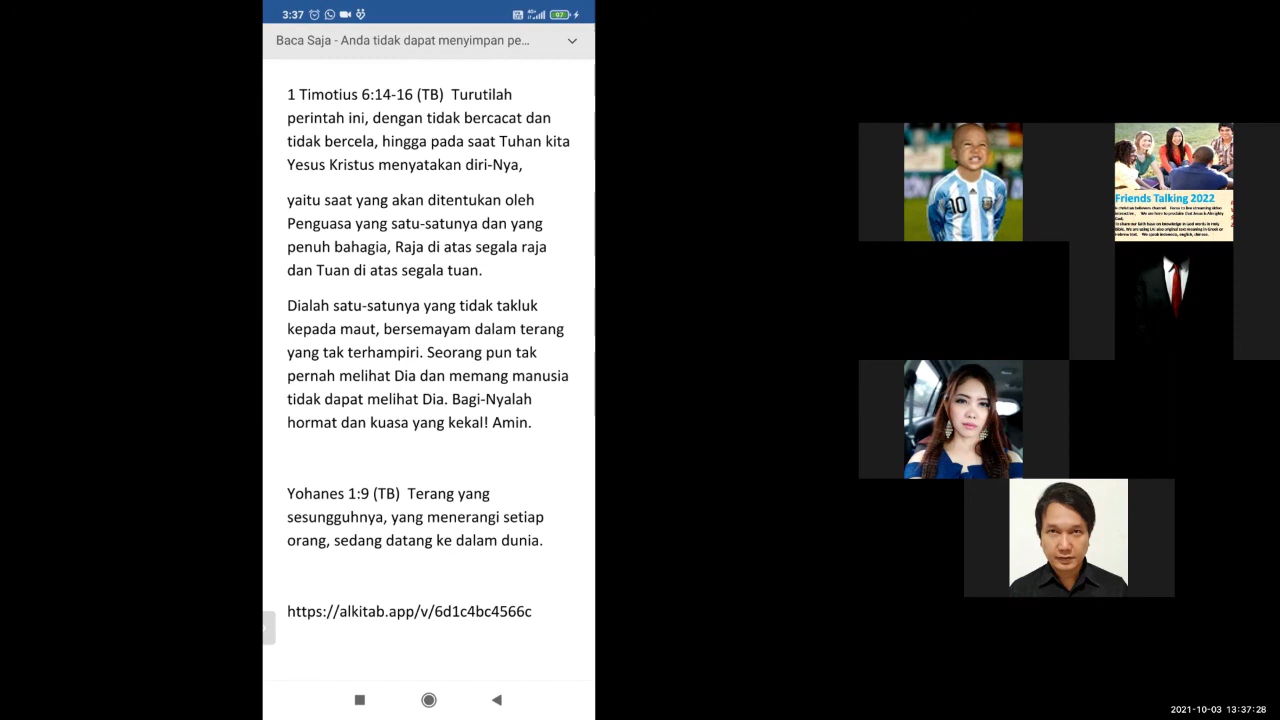 3:37
97
Baca Saja - Anda tidak dapat menyimpan pe...
1 Timotius 6:14-16 (TB)  Turutilah
perintah ini, dengan tidak bercacat dan
tidak bercela, hingga pada saat Tuhan kita
Yesus Kristus menyatakan diri-Nya,
yaitu saat yang akan ditentukan oleh
Penguasa yang satu-satunya dan yang
penuh bahagia, Raja di atas segala raja
dan Tuan di atas segala tuan.
Dialah satu-satunya yang tidak takluk
kepada maut, bersemayam dalam terang
yang tak terhampiri. Seorang pun tak
pernah melihat Dia dan memang manusia
tidak dapat melihat Dia. Bagi-Nyalah
hormat dan kuasa yang kekal! Amin.
Yohanes 1:9 (TB)  Terang yang
sesungguhnya, yang menerangi setiap
orang, sedang datang ke dalam dunia.
https://alkitab.app/v/6d1c4bc4566c
10
Friends Talking 2022
2021-10-03 13:37:28